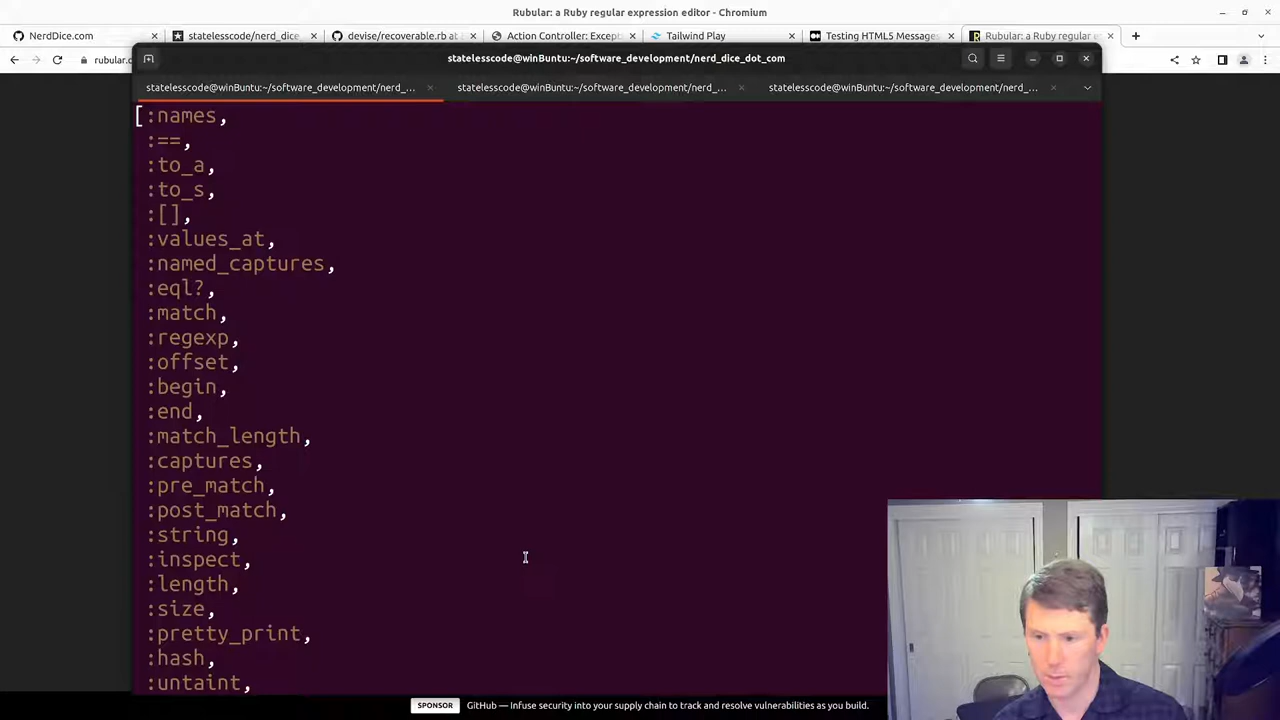 Rubular: a Ruby regular expression editor - Chromium
NerdDice.com
statelesscode/nerd_dice
devise/recoverable.rb at
Action Controller: Except
Tailwind Play
Testing HTML5 Messages
Rubular: a Ruby regular e
rubular.c
statelesscode@winBuntu:~/software_development/nerd_dice_dot_com
statelesscode@winBuntu:~/software_development/nerd_...
statelesscode@winBuntu:~/software_development/nerd_...
statelesscode@winBuntu:~/software_development/nerd_...
[:names,
:==,
:to_a,
:to_s,
:[],
:values_at,
:named_captures,
:eql?,
:match,
:regexp,
:offset,
:begin,
:end,
:match_length,
:captures,
:pre_match,
:post_match,
:string,
:inspect,
:length,
:size,
:pretty_print,
:hash,
:untaint,
SPONSOR GitHub — Infuse security into your supply chain to track and resolve vulnerabilities as you build.